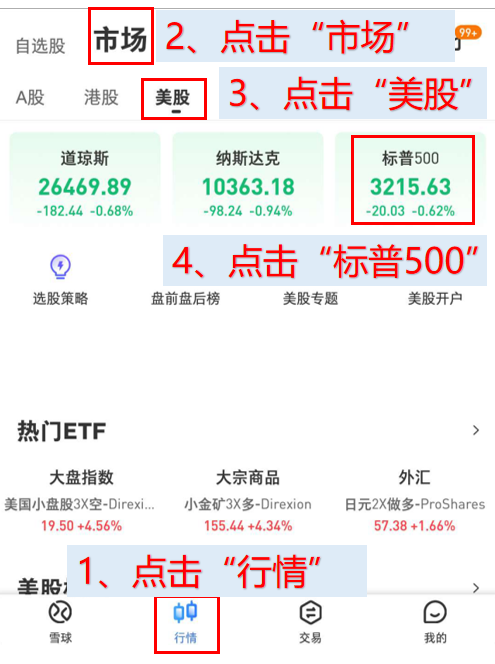 自选股
市场
2、点击“市场”
99+
A股
港股
美股
3、点击“美股”
道琼斯
纳斯达克
标普500
26469.89
10363.18
3215.63
-182.44 -0.68%
-98.24 -0.94%
-20.03 -0.62%
4、点击“标普500”
选股策略
盘前盘后榜
美股专题
美股开户
热门ETF
大盘指数
大宗商品
外汇
美国小盘股3X空-Direxi...
小金矿3X多-Direxion
日元2X做多-ProShares
19.50 +4.56%
155.44 +4.34%
57.38 +1.66%
美股
1、点击“行情”
雪球
行情
交易
我的